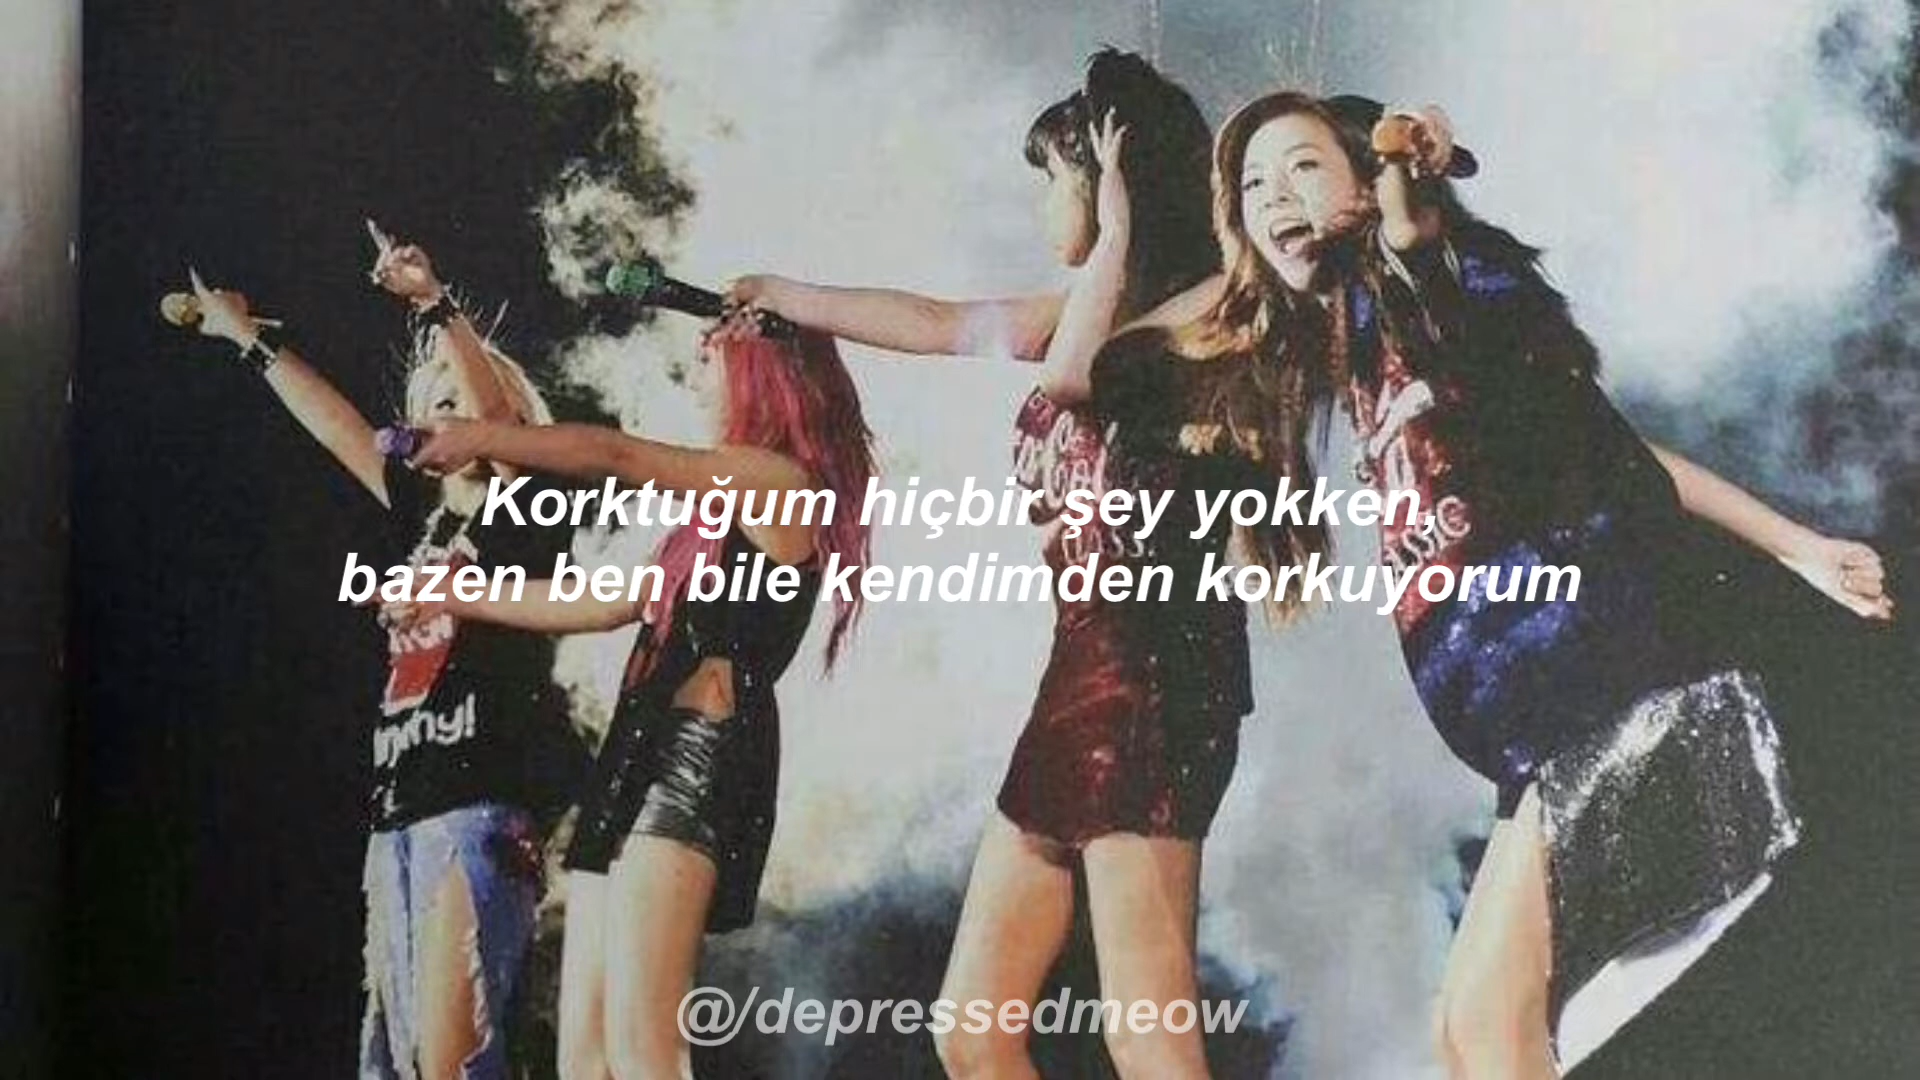 Korktuğum hiçbir şey yokken,
bazen ben bile kendimden korkuyorum
@/depressedmeow